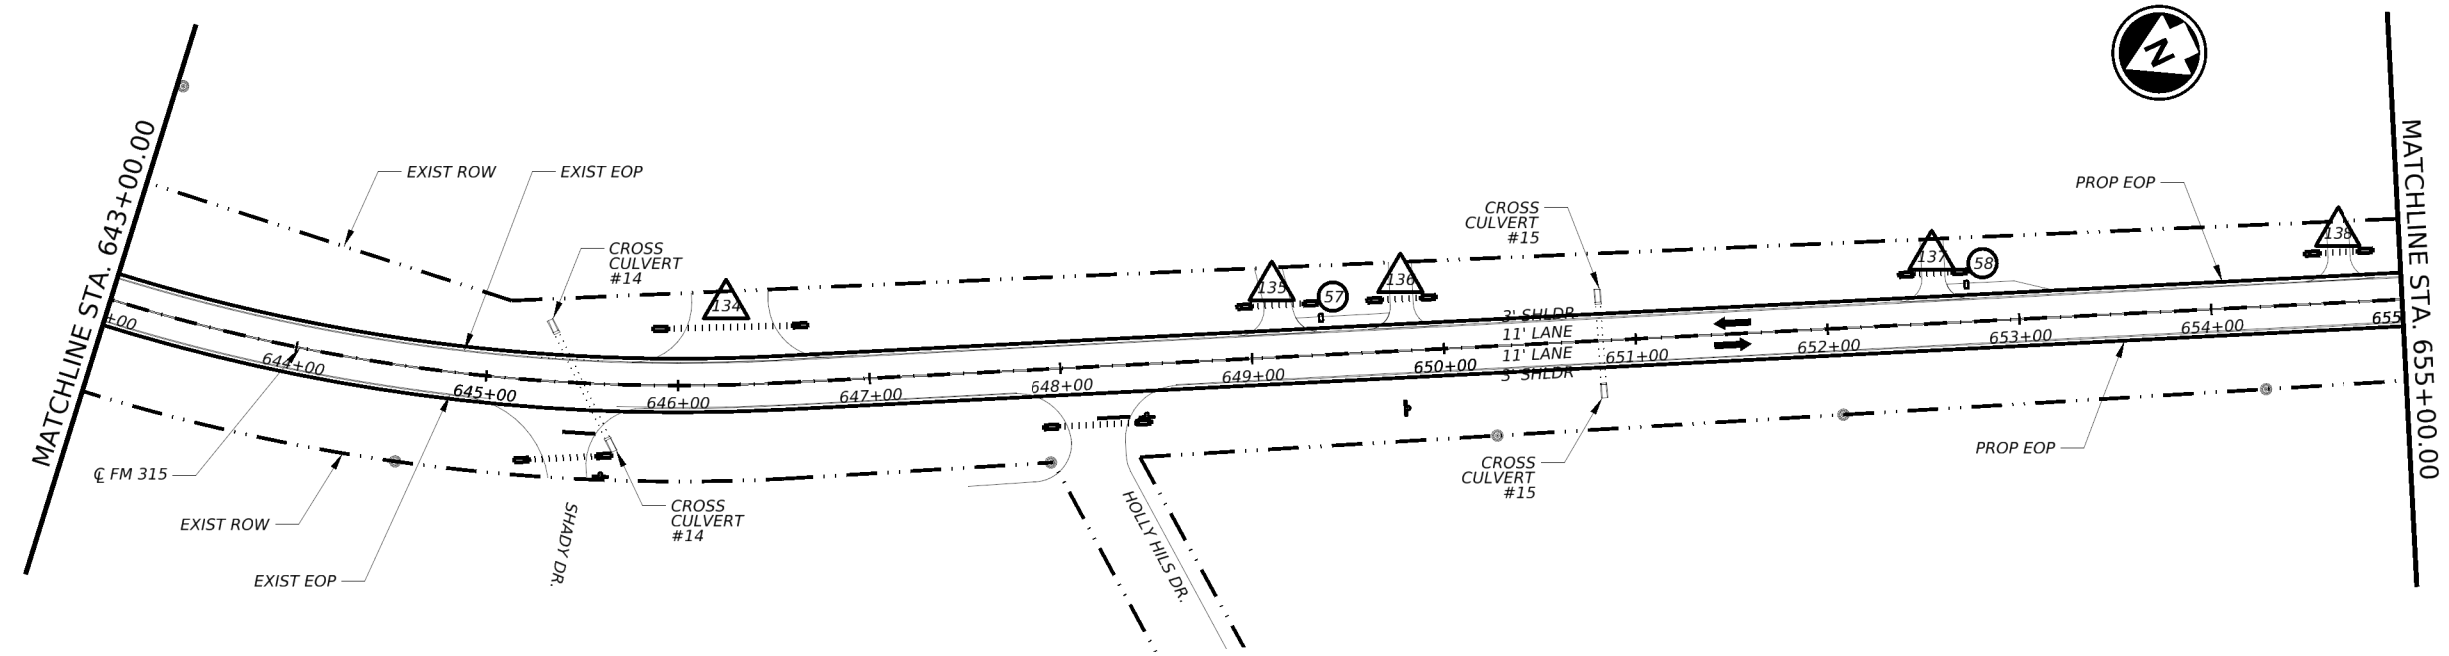 MATCHLINE STA. 643+00.00
EXIST ROW
EXIST EOP
CROSS
CULVERT
#14
134
135
57
136
CROSS
CULVERT
#15
137
58
PROP EOP
138
N
MATCHLINE STA. 655+00.00
3' SHLDR
11' LANE
11' LANE
3' SHLDR
+00
644+00
645+00
646+00
647+00
648+00
649+00
650+00
651+00
652+00
653+00
654+00
655
℄ FM 315
EXIST ROW
EXIST EOP
SHADY DR.
CROSS
CULVERT
#14
HOLLY HILS DR.
CROSS
CULVERT
#15
PROP EOP